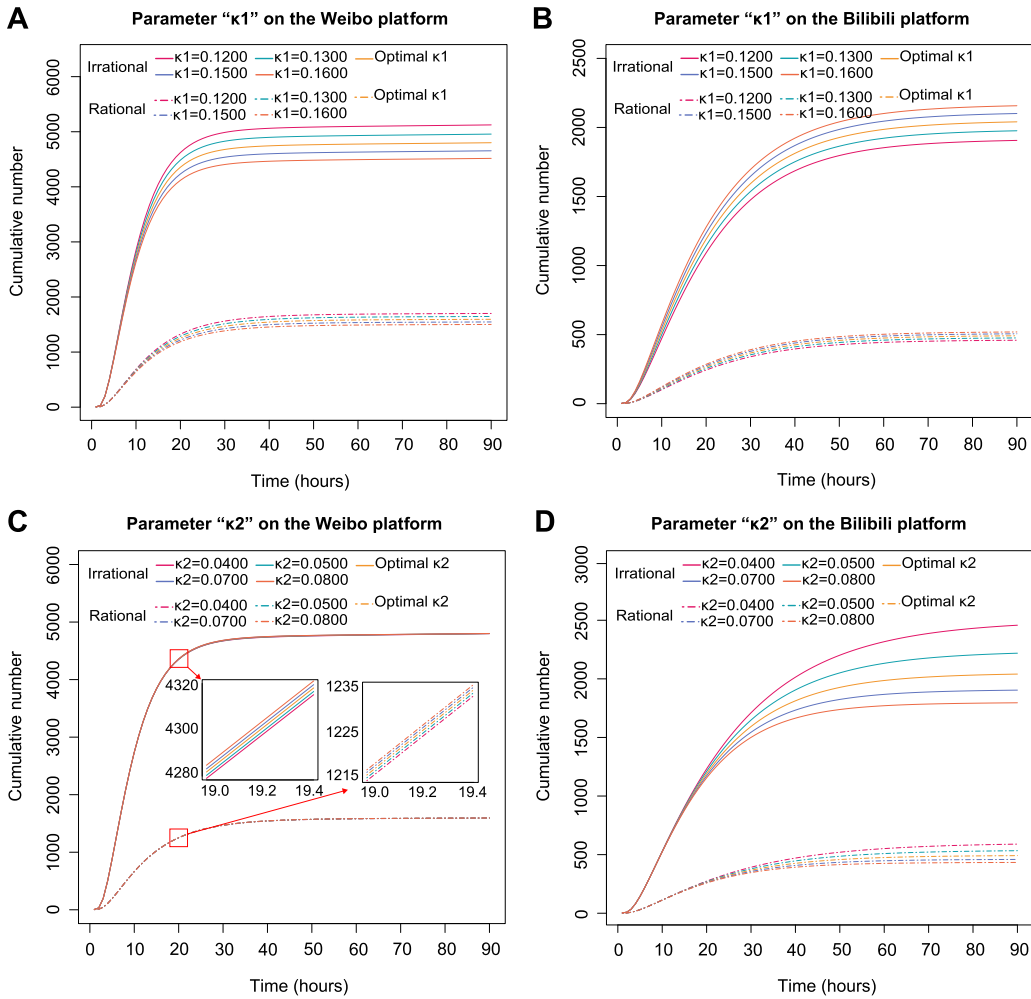 A
Parameter “κ1” on the Weibo platform
Irrational
κ1=0.1200 κ1=0.1300 Optimal κ1
κ1=0.1500 κ1=0.1600
Rational
κ1=0.1200 κ1=0.1300 Optimal κ1
κ1=0.1500 κ1=0.1600
Cumulative number
6000
5000
4000
3000
2000
1000
0
0 10 20 30 40 50 60 70 80 90
Time (hours)
B
Parameter “κ1” on the Bilibili platform
Irrational
κ1=0.1200 κ1=0.1300 Optimal κ1
κ1=0.1500 κ1=0.1600
Rational
κ1=0.1200 κ1=0.1300 Optimal κ1
κ1=0.1500 κ1=0.1600
Cumulative number
2500
2000
1500
1000
500
0
0 10 20 30 40 50 60 70 80 90
Time (hours)
C
Parameter “κ2” on the Weibo platform
Irrational
κ2=0.0400 κ2=0.0500 Optimal κ2
κ2=0.0700 κ2=0.0800
Rational
κ2=0.0400 κ2=0.0500 Optimal κ2
κ2=0.0700 κ2=0.0800
Cumulative number
6000
5000
4000
3000
2000
1000
0
4320
4300
4280
19.0 19.2 19.4
1235
1225
1215
19.0 19.2 19.4
0 10 20 30 40 50 60 70 80 90
Time (hours)
D
Parameter “κ2” on the Bilibili platform
Irrational
κ2=0.0400 κ2=0.0500 Optimal κ2
κ2=0.0700 κ2=0.0800
Rational
κ2=0.0400 κ2=0.0500 Optimal κ2
κ2=0.0700 κ2=0.0800
Cumulative number
3000
2500
2000
1500
1000
500
0
0 10 20 30 40 50 60 70 80 90
Time (hours)